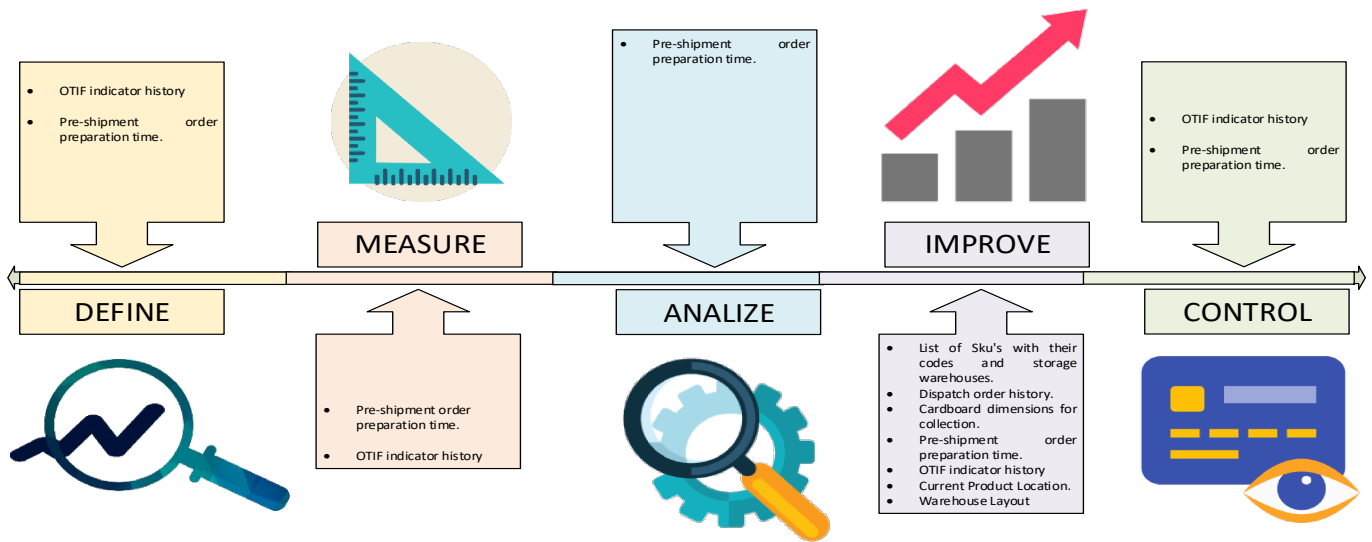 • OTIF indicator history
• Pre-shipment order
preparation time.
DEFINE
MEASURE
• Pre-shipment order
preparation time.
• OTIF indicator history
• Pre-shipment order
preparation time.
ANALIZE
IMPROVE
• List of Sku's with their
codes and storage
warehouses.
• Dispatch order history.
• Cardboard dimensions for
collection.
• Pre-shipment order
preparation time.
• OTIF indicator history
• Current Product Location.
• Warehouse Layout
• OTIF indicator history
• Pre-shipment order
preparation time.
CONTROL